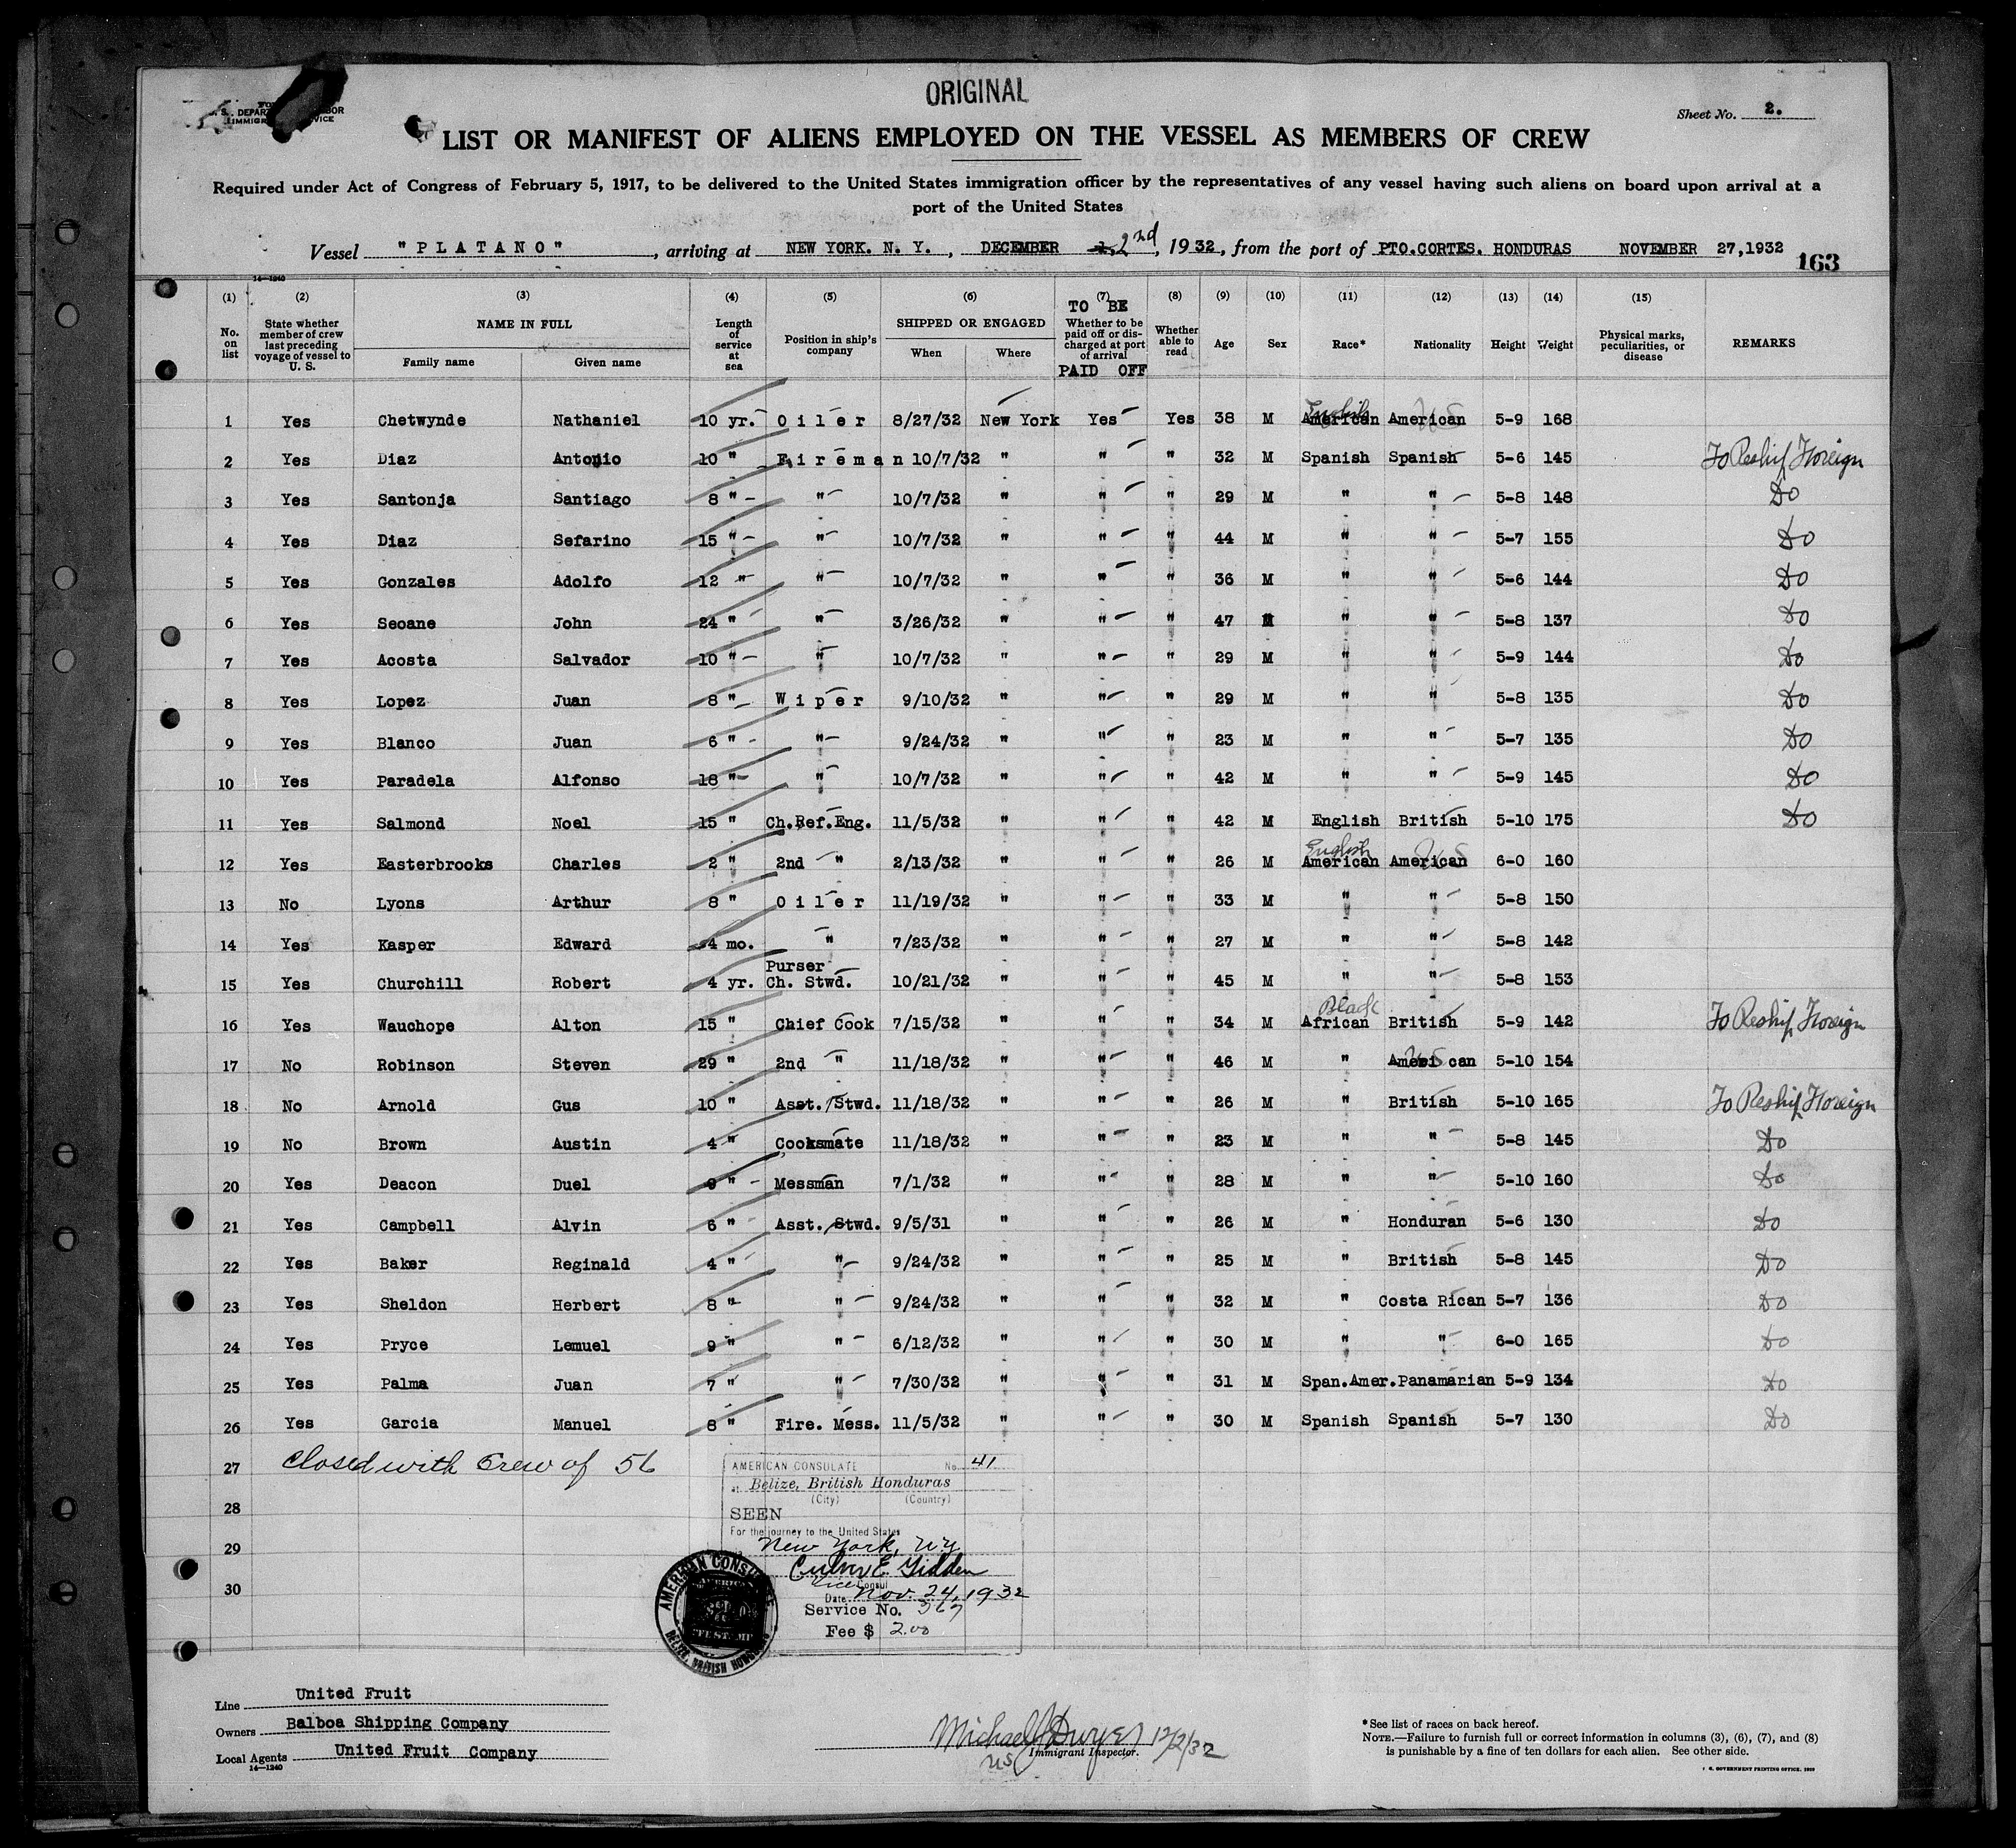 ORIGINAL
Sheet No. 2.
LIST OR MANIFEST OF ALIENS EMPLOYED ON THE VESSEL AS MEMBERS OF CREW
Required under Act of Congress of February 5, 1917, to be delivered to the United States immigration officer by the representatives of any vessel having such aliens on board upon arrival at a
port of the United States
Vessel "PLATANO", arriving at NEW YORK. N. Y., DECEMBER 1, 2nd, 1932, from the port of PTO.CORTES. HONDURAS NOVEMBER 27,1932
163
14—1240
(1) (2) (3) (4) (5) (6) (7) (8) (9) (10) (11) (12) (13) (14) (15)
No. on list State whether member of crew last preceding voyage of vessel to U. S. NAME IN FULL Family name Given name Length of service at sea Position in ship's company SHIPPED OR ENGAGED When Where TO BE Whether to be paid off or discharged at port of arrival PAID OFF Whether able to read Age Sex Race* Nationality Height Weight Physical marks, peculiarities, or disease REMARKS
1 Yes Chetwynde Nathaniel 10 yr. Oiler 8/27/32 New York Yes Yes 38 M American English American US 5-9 168
2 Yes Diaz Antonio 10 " Fireman 10/7/32 " " " 32 M Spanish Spanish 5-6 145 To Reship Foreign
3 Yes Santonja Santiago 8 " " 10/7/32 " " " 29 M " " 5-8 148 Do
4 Yes Diaz Sefarino 15 " " 10/7/32 " " " 44 M " " 5-7 155 Do
5 Yes Gonzales Adolfo 12 " " 10/7/32 " " " 36 M " " 5-6 144 Do
6 Yes Seoane John 24 " " 3/26/32 " " " 47 M " " 5-8 137 Do
7 Yes Acosta Salvador 10 " " 10/7/32 " " " 29 M " " 5-9 144 Do
8 Yes Lopez Juan 8 " Wiper 9/10/32 " " " 29 M " " 5-8 135 Do
9 Yes Blanco Juan 6 " " 9/24/32 " " " 23 M " " 5-7 135 Do
10 Yes Paradela Alfonso 18 " " 10/7/32 " " " 42 M " " 5-9 145 Do
11 Yes Salmond Noel 15 " Ch.Ref.Eng. 11/5/32 " " " 42 M English British 5-10 175 Do
12 Yes Easterbrooks Charles 2 " 2nd " 2/13/32 " " " 26 M American English American US 6-0 160
13 No Lyons Arthur 8 " Oiler 11/19/32 " " " 33 M " " 5-8 150
14 Yes Kasper Edward 4 mo. " 7/23/32 " " " 27 M " " 5-8 142
15 Yes Churchill Robert 4 yr. Purser Ch. Stwd. 10/21/32 " " " 45 M " " 5-8 153
16 Yes Wauchope Alton 15 " Chief Cook 7/15/32 " " " 34 M African Black British 5-9 142 To Reship Foreign
17 No Robinson Steven 29 " 2nd " 11/18/32 " " " 46 M " American US 5-10 154
18 No Arnold Gus 10 " Asst. Stwd. 11/18/32 " " " 26 M " British 5-10 165 To Reship Foreign
19 No Brown Austin 4 " Cooksmate 11/18/32 " " " 23 M " " 5-8 145 Do
20 Yes Deacon Duel 9 " Messman 7/1/32 " " " 28 M " " 5-10 160 Do
21 Yes Campbell Alvin 6 " Asst. Stwd. 9/5/31 " " " 26 M " Honduran 5-6 130 Do
22 Yes Baker Reginald 4 " " 9/24/32 " " " 25 M " British 5-8 145 Do
23 Yes Sheldon Herbert 8 " " 9/24/32 " " " 32 M " Costa Rican 5-7 136 Do
24 Yes Pryce Lemuel 9 " " 6/12/32 " " " 30 M " " 6-0 165 Do
25 Yes Palma Juan 7 " " 7/30/32 " " " 31 M Span.Amer. Panamarian 5-9 134 Do
26 Yes Garcia Manuel 8 " Fire. Mess. 11/5/32 " " " 30 M Spanish Spanish 5-7 130 Do
27 Closed with Crew of 56
28
29
30
AMERICAN CONSULATE No. 41
at Belize, British Honduras
(City) (Country)
SEEN
For the journey to the United States
New York, NY
Vice Consul
Date Nov. 24, 1932
Service No. 367
Fee $ 2.00
AMERICAN CONSULATE
BELIZE, BRITISH HONDURAS
Line United Fruit
Owners Balboa Shipping Company
Local Agents United Fruit Company
14—1240
Michael J Dwyer 12/2/32
US Immigrant Inspector.
*See list of races on back hereof.
NOTE.—Failure to furnish full or correct information in columns (3), (6), (7), and (8)
is punishable by a fine of ten dollars for each alien. See other side.